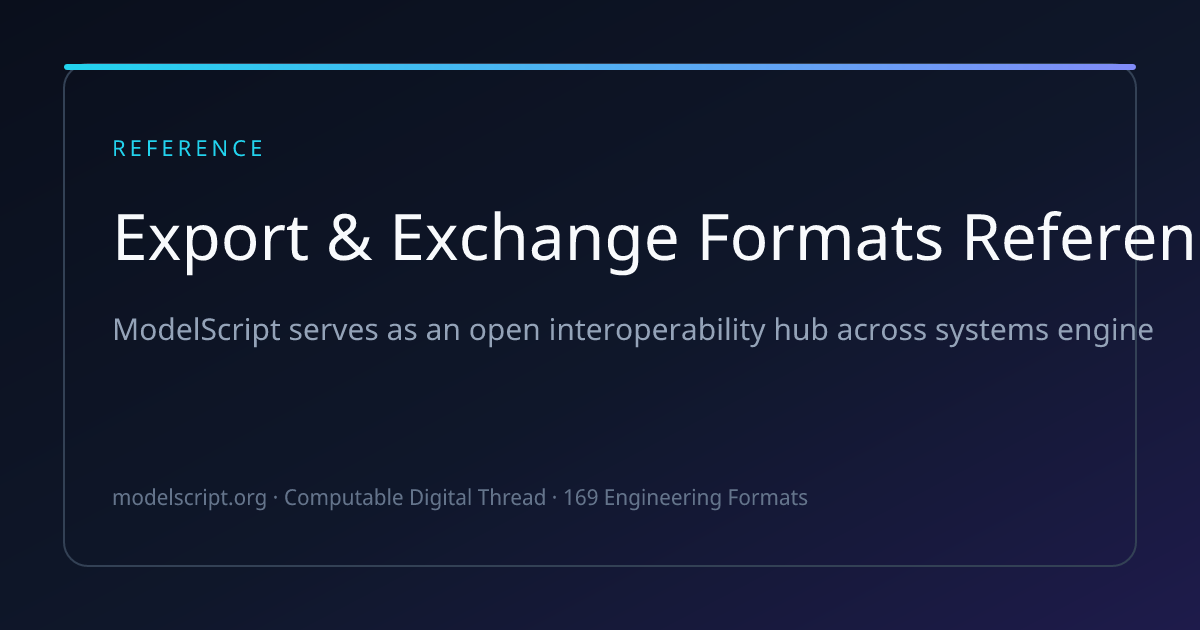 REFERENCE
Export & Exchange Formats Referen
ModelScript serves as an open interoperability hub across systems engine
modelscript.org · Computable Digital Thread · 169 Engineering Formats